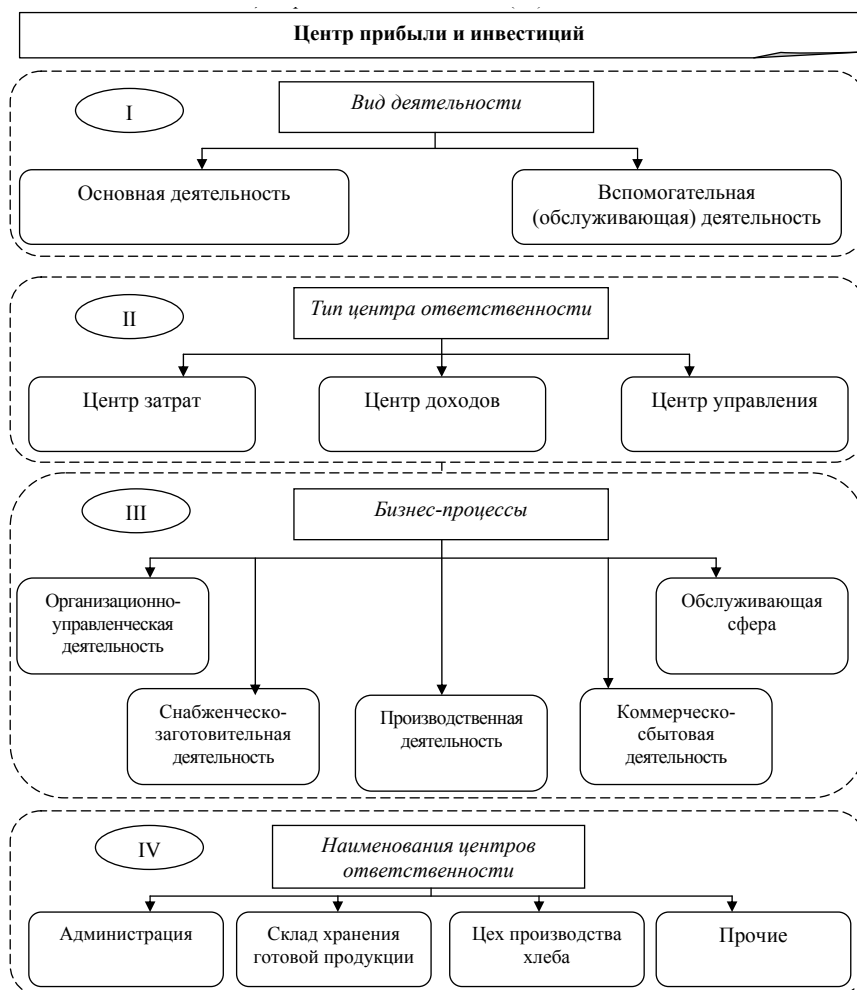 Центр прибыли и инвестиций
I
Вид деятельности
Основная деятельность
Вспомогательная
(обслуживающая) деятельность
II
Тип центра ответственности
Центр затрат
Центр доходов
Центр управления
III
Бизнес-процессы
Организационно-
управленческая
деятельность
Обслуживающая
сфера
Снабженческо-
заготовительная
деятельность
Производственная
деятельность
Коммерческо-
сбытовая
деятельность
IV
Наименования центров
ответственности
Администрация
Склад хранения
готовой продукции
Цех производства
хлеба
Прочие